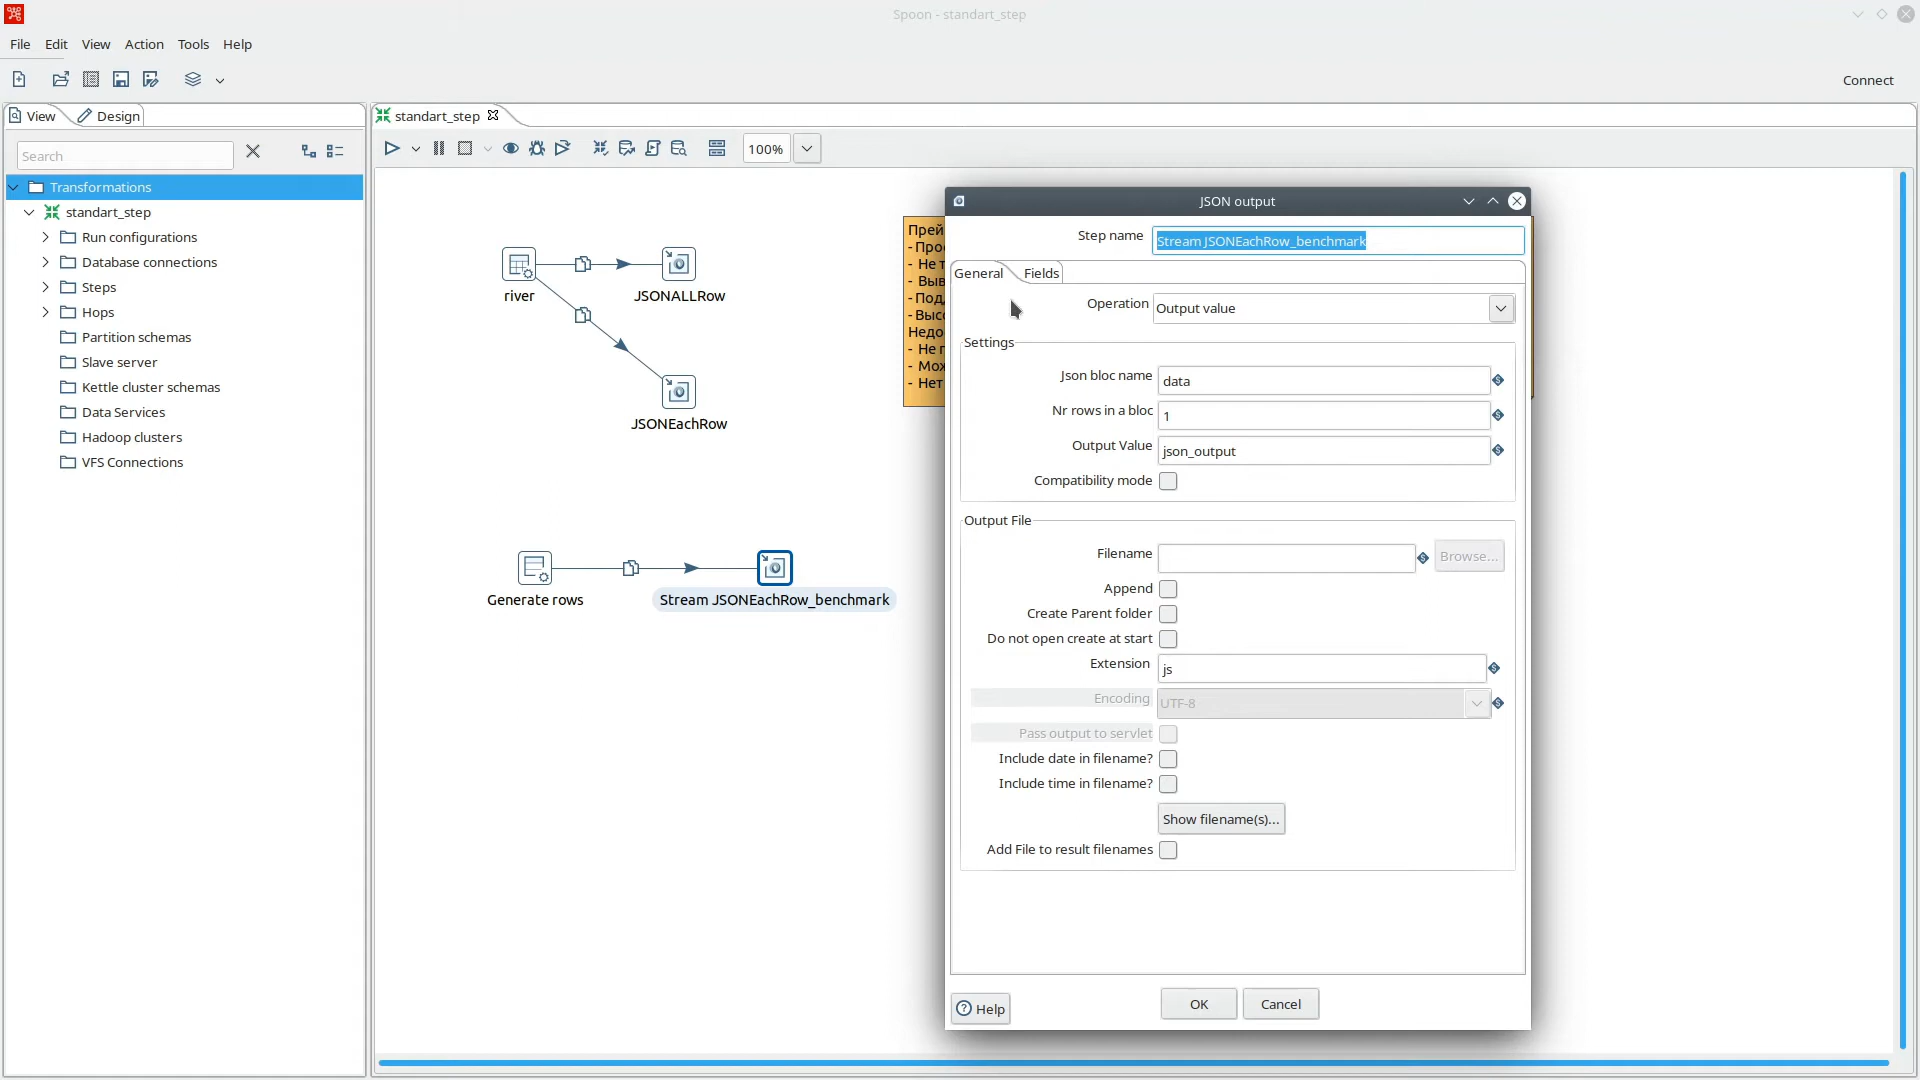 Spoon - standart_step
File Edit View Action Tools Help
Connect
View Design
standart_step
Search
100%
Transformations
standart_step
Run configurations
Database connections
Steps
Hops
Partition schemas
Slave server
Kettle cluster schemas
Data Services
Hadoop clusters
VFS Connections
river
JSONALLRow
JSONEachRow
Generate rows
Stream JSONEachRow_benchmark
- Не
Недо
- Нет
JSON output
Step name Stream JSONEachRow_benchmark
General Fields
Operation Output value
Settings
Json bloc name data
Nr rows in a bloc 1
Output Value json_output
Compatibility mode
Output File
Filename Browse...
Append
Create Parent folder
Do not open create at start
Extension js
Encoding UTF-8
Pass output to servlet
Include date in filename?
Include time in filename?
Show filename(s)...
Add File to result filenames
Help OK Cancel